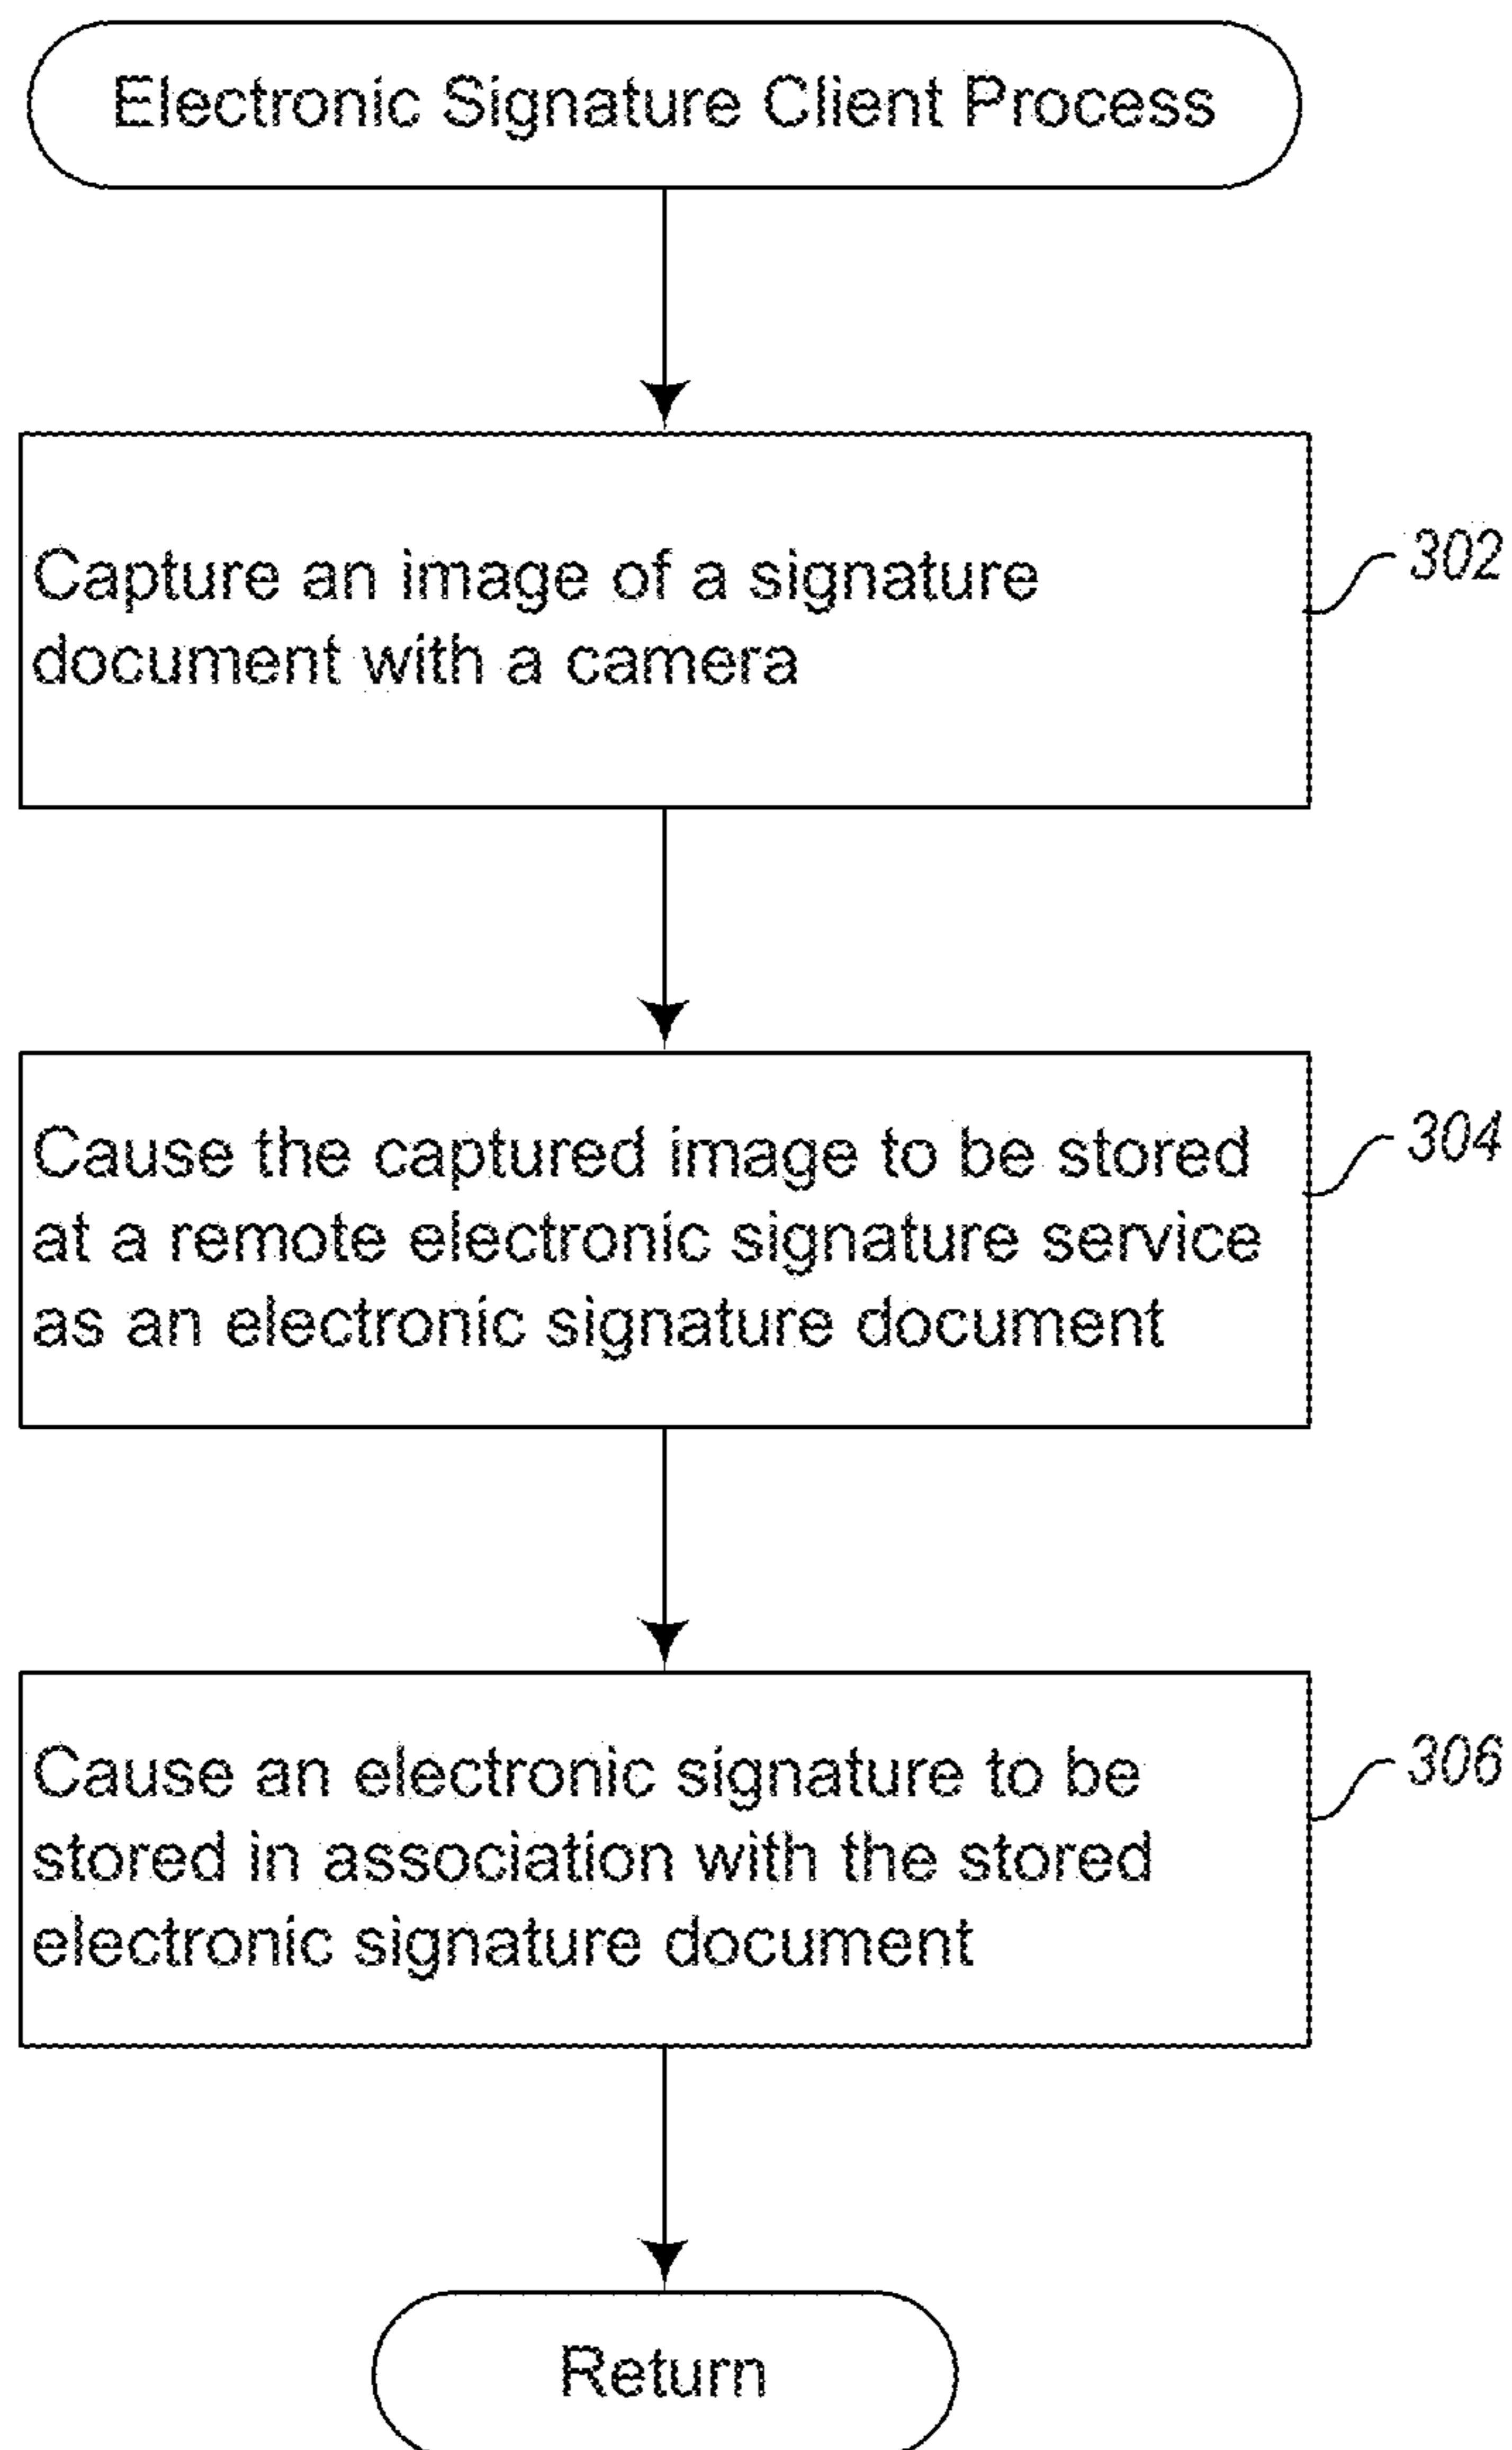 Electronic Signature Client Process
Capture an image of a signature
document with a camera
302
Cause the captured image to be stored
at a remote electronic signature service
as an electronic signature document
304
Cause an electronic signature to be
stored in association with the stored
electronic signature document
306
Return